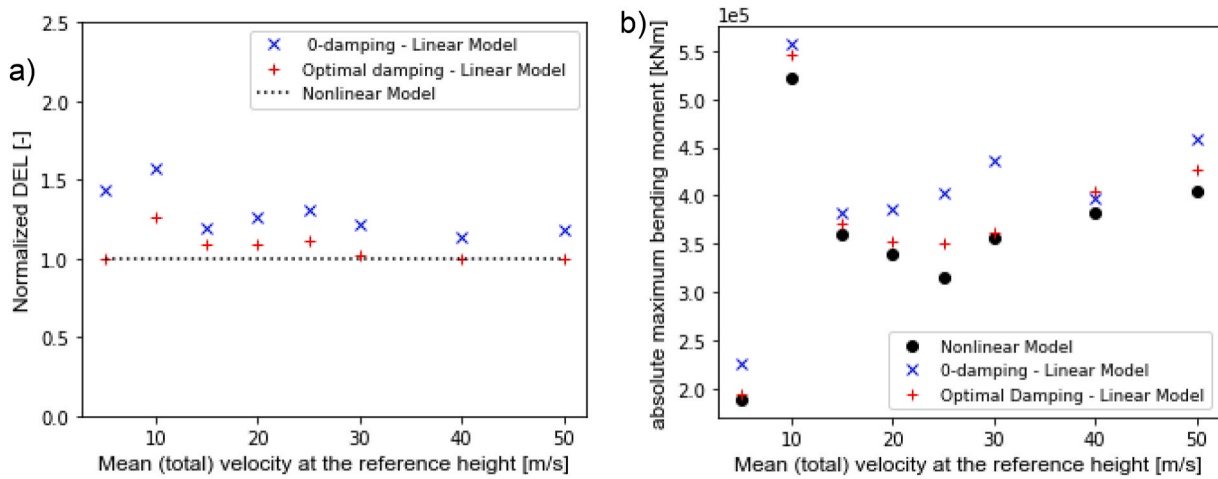 a)
Normalized DEL [-]
2.5
2.0
1.5
1.0
0.5
0.0
0-damping - Linear Model
Optimal damping - Linear Model
Nonlinear Model
10
20
30
40
50
Mean (total) velocity at the reference height [m/s]
b)
1e5
absolute maximum bending moment [kNm]
5.5
5.0
4.5
4.0
3.5
3.0
2.5
2.0
Nonlinear Model
0-damping - Linear Model
Optimal Damping - Linear Model
10
20
30
40
50
Mean (total) velocity at the reference height [m/s]